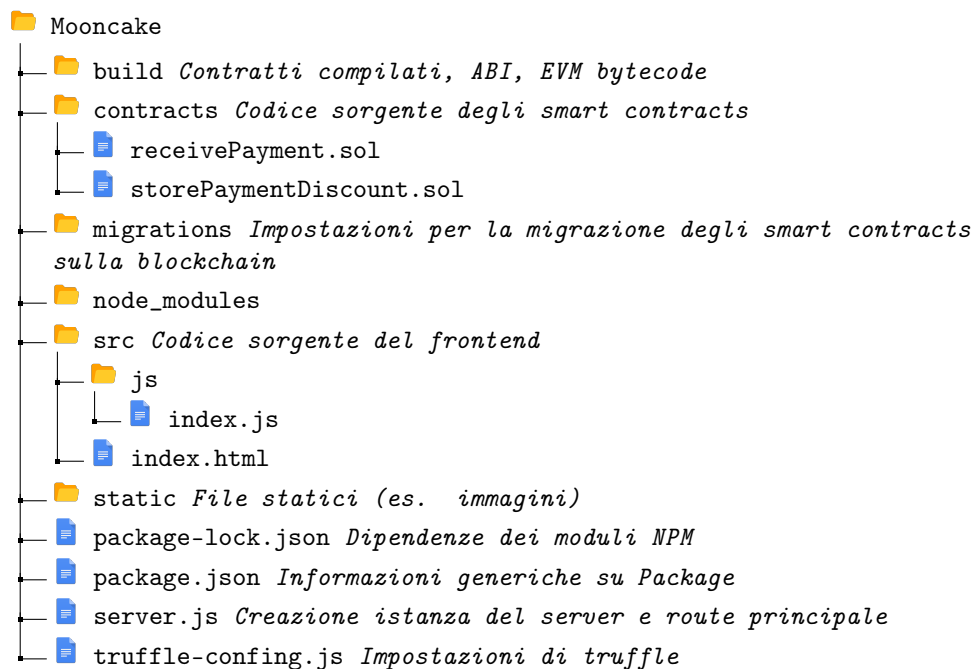 Mooncake
build Contratti compilati, ABI, EVM bytecode
contracts Codice sorgente degli smart contracts
receivePayment.sol
storePaymentDiscount.sol
migrations Impostazioni per la migrazione degli smart contracts
sulla blockchain
node_modules
src Codice sorgente del frontend
js
index.js
index.html
static File statici (es. immagini)
package-lock.json Dipendenze dei moduli NPM
package.json Informazioni generiche su Package
server.js Creazione istanza del server e route principale
truffle-confing.js Impostazioni di truffle